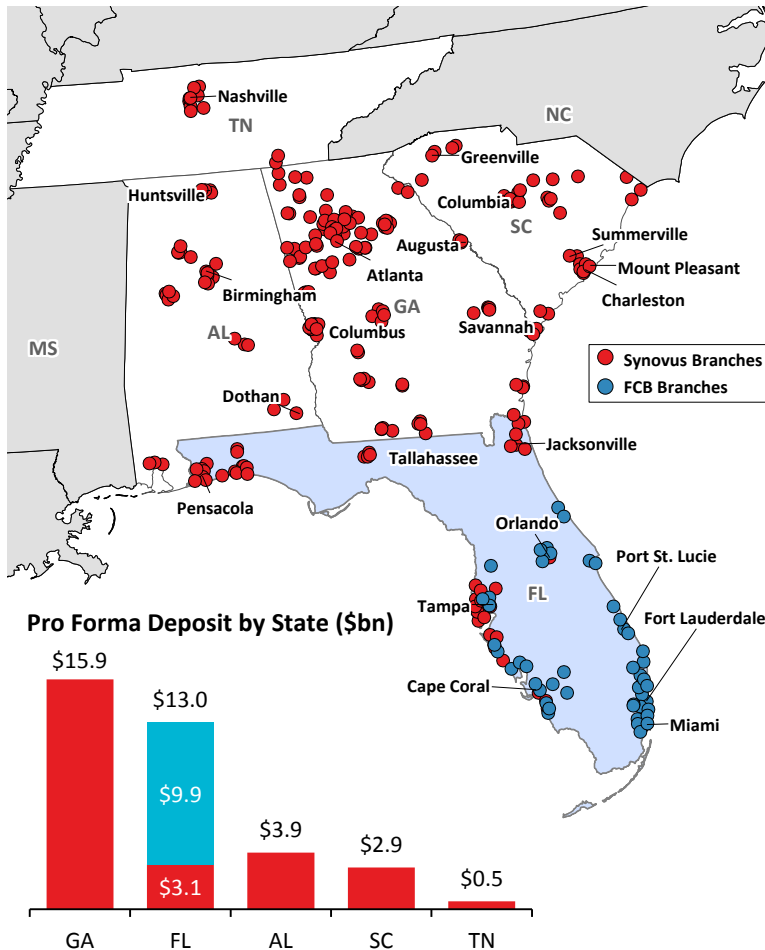 Nashville
TN
NC
Greenville
Huntsville
Columbia
SC
Summerville
Augusta
Mount Pleasant
Atlanta
Charleston
Birmingham
GA
AL
Columbus
Savannah
MS
Synovus Branches
FCB Branches
Dothan
Jacksonville
Tallahassee
Pensacola
Orlando
Port St. Lucie
FL
Fort Lauderdale
Tampa
Cape Coral
Miami
Pro Forma Deposit by State ($bn)
$15.9
$13.0
$9.9
$3.1
$3.9
$2.9
$0.5
GA
FL
AL
SC
TN